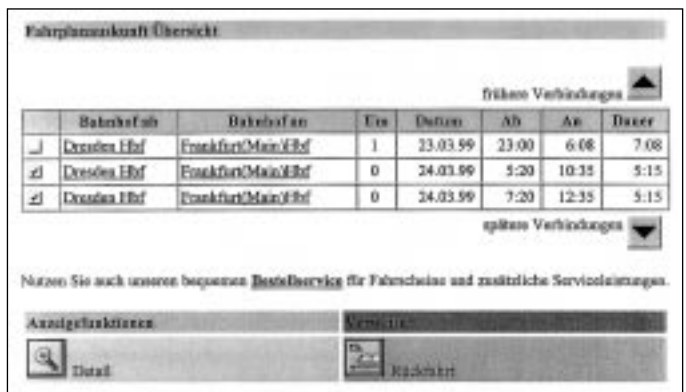 Fahrplanauskunft Übersicht
frühere Verbindungen
Bahnhof ab Bahnhof an Um Datum Ab An Dauer
Dresden Hbf Frankfurt(Main)Hbf 1 23.03.99 23:00 6:08 7:08
Dresden Hbf Frankfurt(Main)Hbf 0 24.03.99 5:20 10:35 5:15
Dresden Hbf Frankfurt(Main)Hbf 0 24.03.99 7:20 12:35 5:15
spätere Verbindungen
Nutzen Sie auch unseren bequemen Bestellservice für Fahrscheine und zusätzliche Serviceleistungen.
Anzeigefunktionen
Detail Rückfahrt